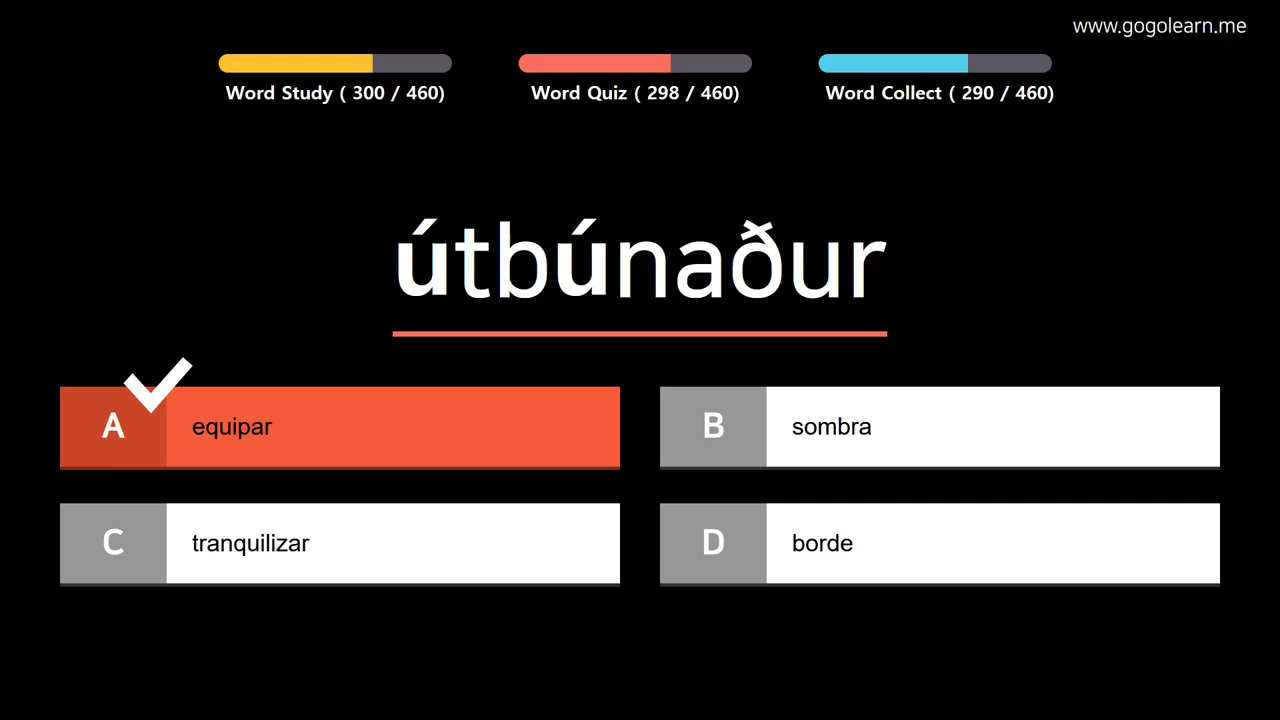 www.gogolearn.me
Word Study ( 300 / 460)
Word Quiz ( 298 / 460)
Word Collect ( 290 / 460)
útbúnaður
A equipar
B sombra
C tranquilizar
D borde